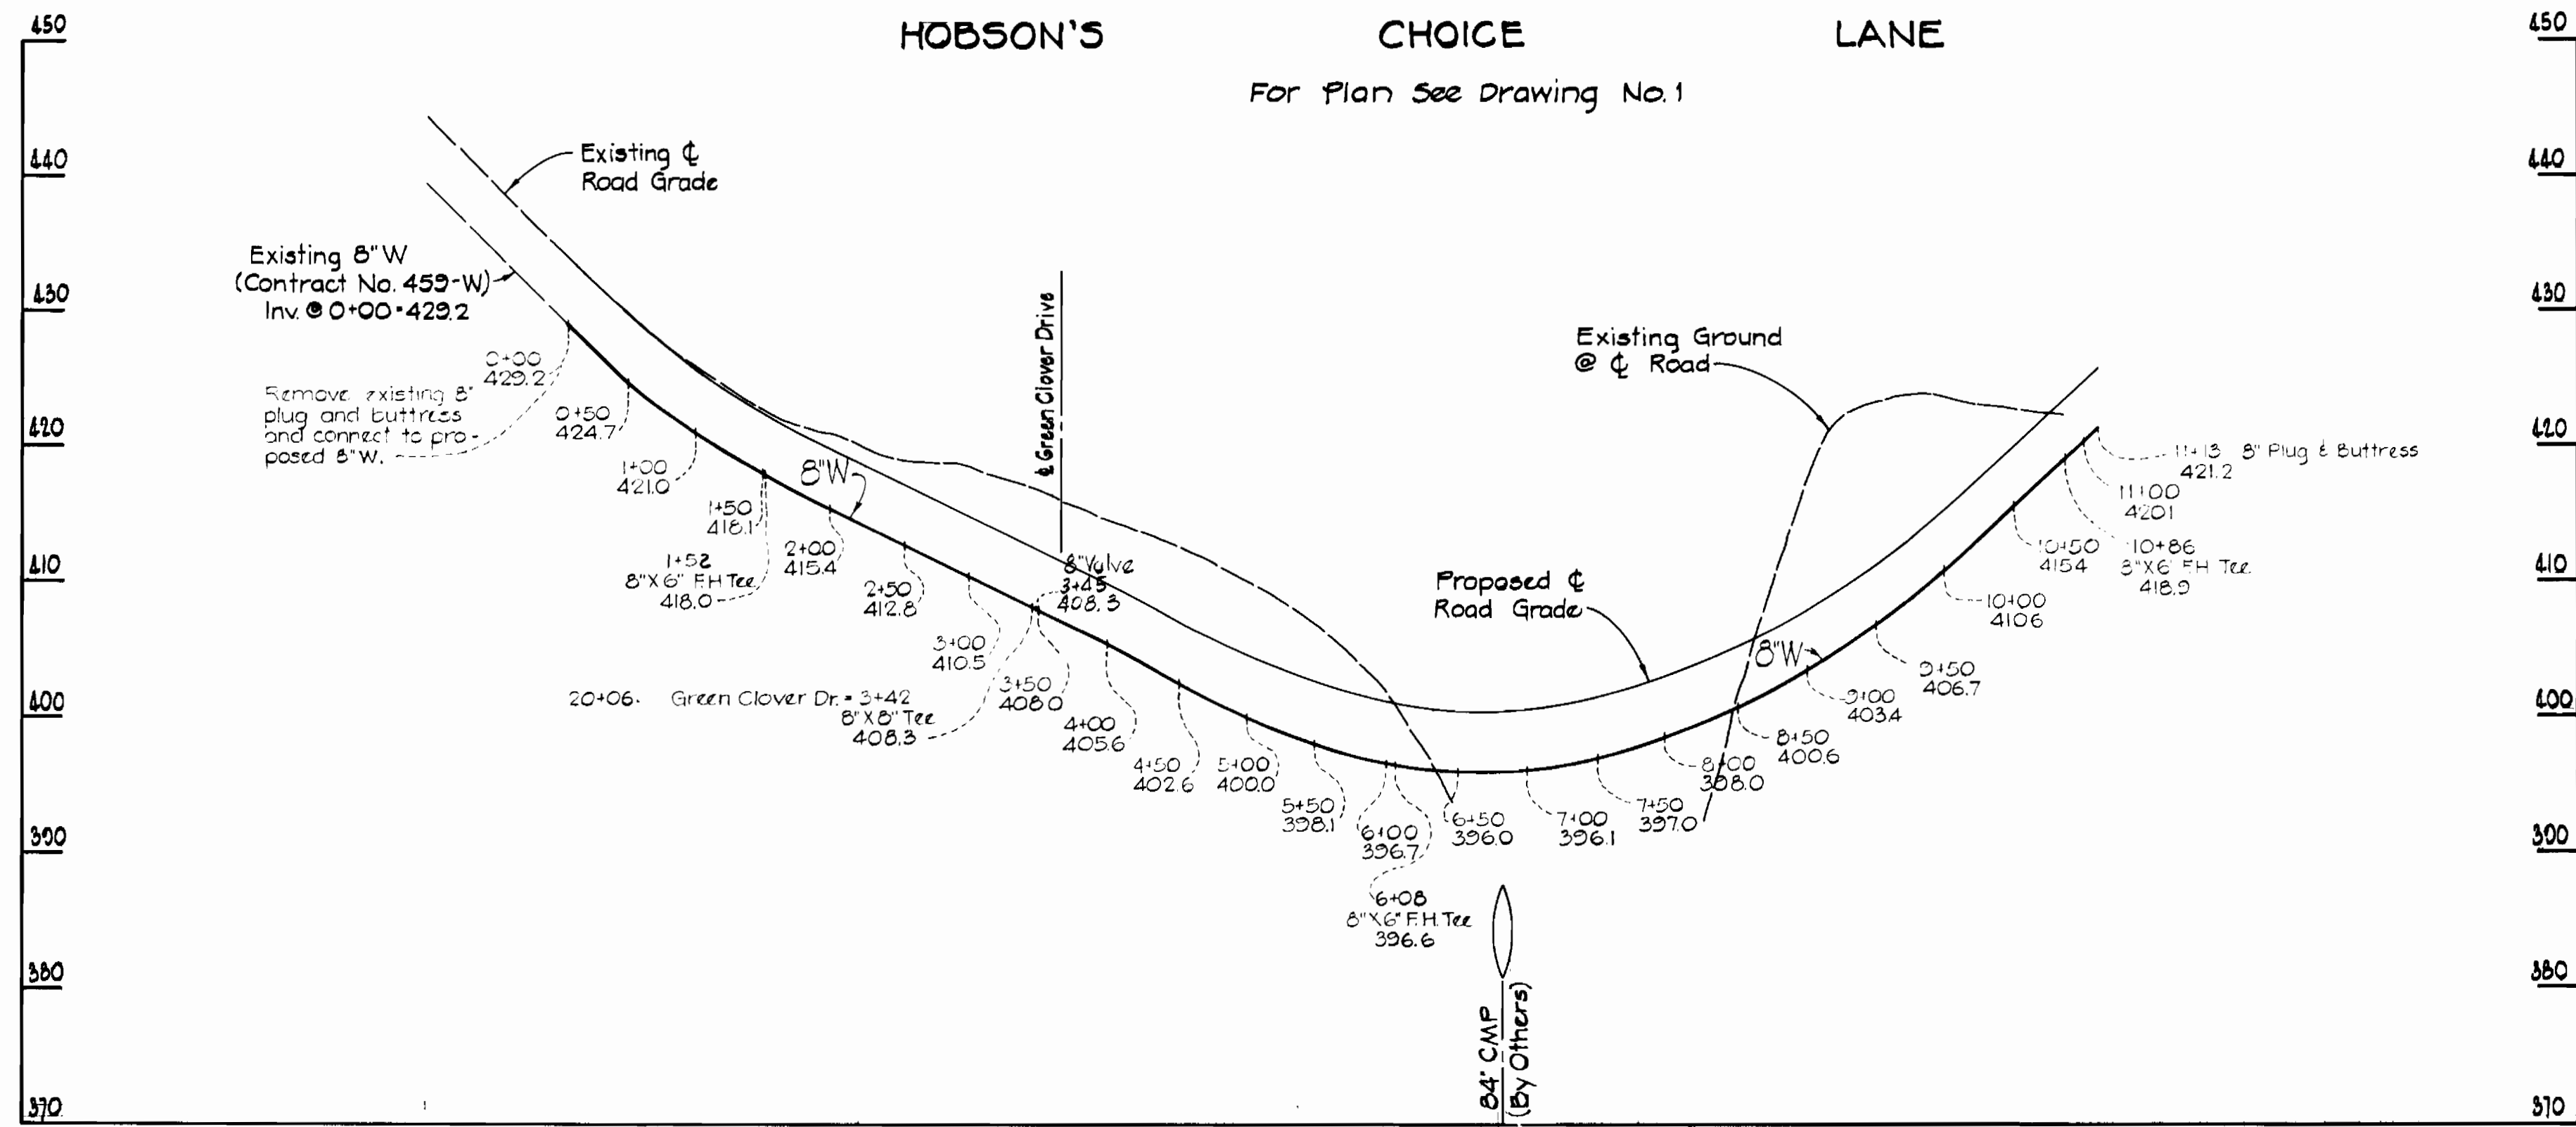 HOBSON'S CHOICE LANE
For Plan See Drawing No. 1
450
440
430
420
410
400
390
380
370
Existing ℄
Road Grade
Existing 8" W
(Contract No. 459-W)
Inv. @ 0+00 = 429.2
0+00
429.2
Remove existing 8"
plug and buttress
and connect to pro-
posed 8"W.
0+50
424.7
1+00
421.0
1+50
418.1
1+52
8"X6" F.H. Tee
418.0
8"W
2+00
415.4
2+50
412.8
3+00
410.5
℄ Green Clover Drive
8" Valve
3+45
408.3
20+06. Green Clover Dr. = 3+42
8"X8" Tee
408.3
3+50
408.0
4+00
405.6
4+50
402.6
5+00
400.0
5+50
398.1
6+00
396.7
6+08
8"X6" F.H. Tee
396.6
6+50
396.0
7+00
396.1
7+50
397.0
8+00
398.0
8+50
400.6
9+00
403.4
9+50
406.7
10+00
410.6
10+50
415.4
10+86
8"X6" F.H. Tee
418.9
11+00
420.1
11+13 8" Plug & Buttress
421.2
Existing Ground
@ ℄ Road
Proposed ℄
Road Grade
8"W
84" CMP
(By Others)
450
440
430
420
410
400
390
380
370